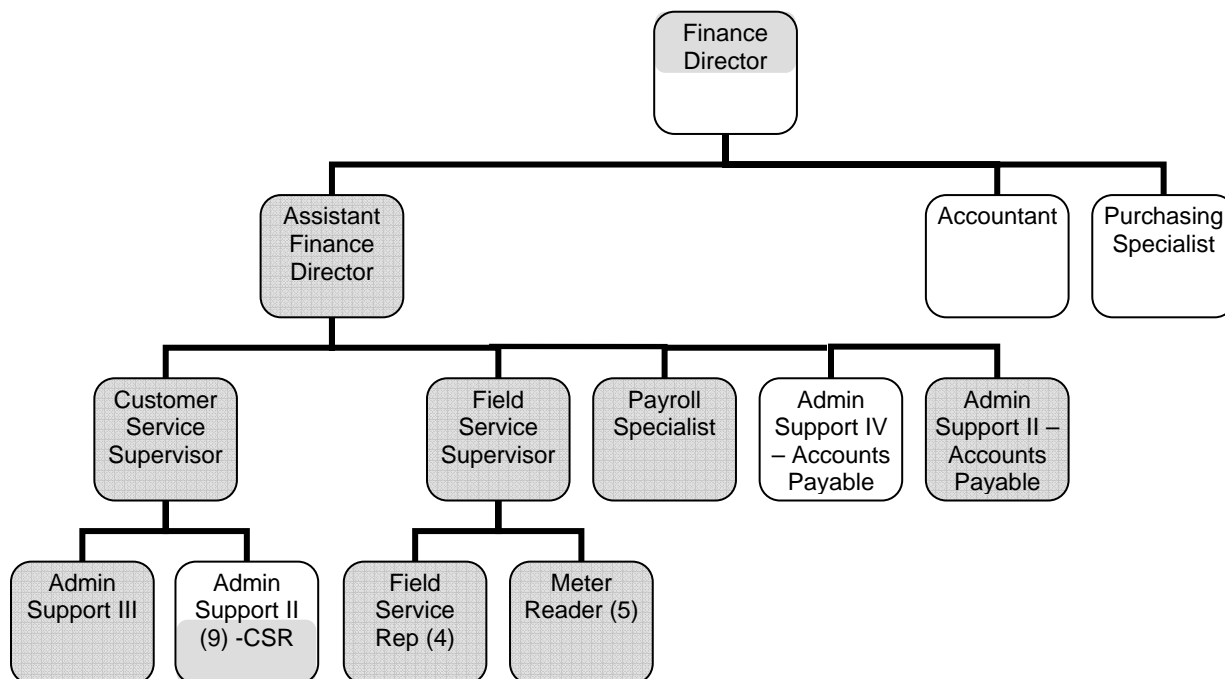 Finance
Director
Assistant
Finance
Director
Accountant
Purchasing
Specialist
Customer
Service
Supervisor
Field
Service
Supervisor
Payroll
Specialist
Admin
Support IV
– Accounts
Payable
Admin
Support II –
Accounts
Payable
Admin
Support III
Admin
Support II
(9) -CSR
Field
Service
Rep (4)
Meter
Reader (5)